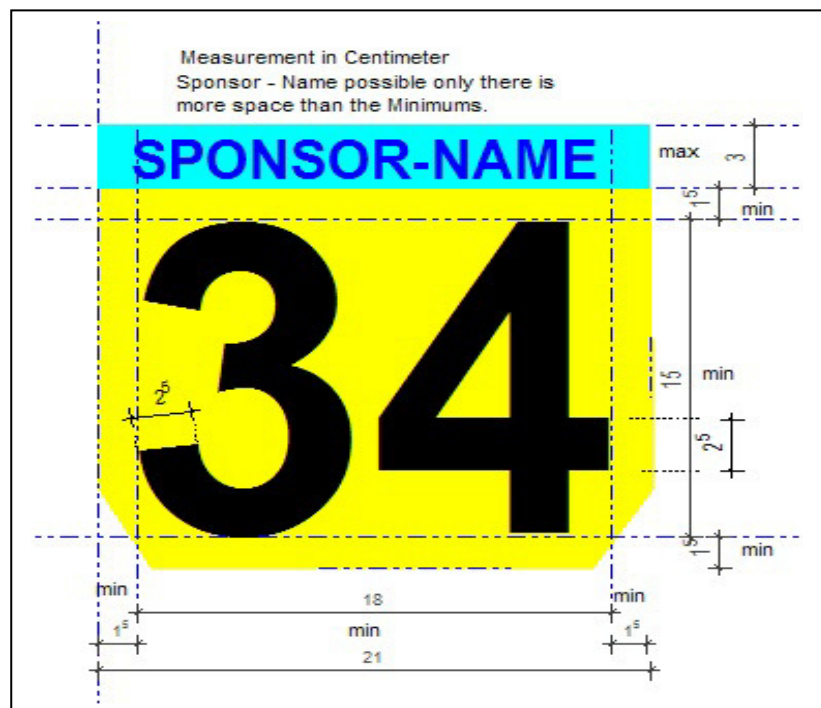 Measurement in Centimeter
Sponsor - Name possible only there is
more space than the Minimums.
SPONSOR-NAME
max
3
1⁵
min
34
15
min
2⁵
2⁵
1⁵
min
min
18
min
1⁵
min
1⁵
21